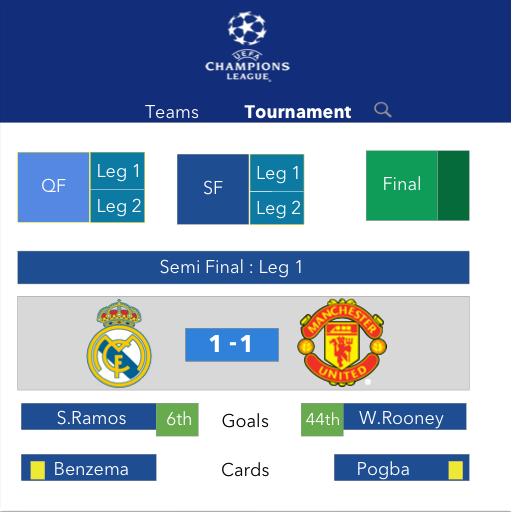 UEFA
CHAMPIONS
LEAGUE
Teams Tournament
QF Leg 1 Leg 2
SF Leg 1 Leg 2
Final
Semi Final : Leg 1
MANCHESTER
UNITED
1 - 1
S.Ramos 6th Goals 44th W.Rooney
Benzema Cards Pogba